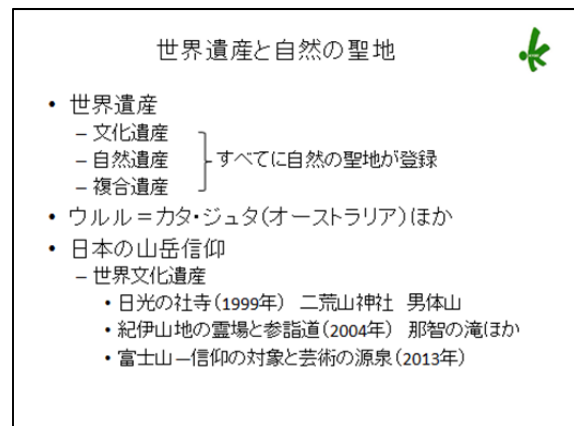 世界遺産と自然の聖地
• 世界遺産
– 文化遺産
– 自然遺産 すべてに自然の聖地が登録
– 複合遺産
• ウルル＝カタ・ジュタ(オーストラリア)ほか
• 日本の山岳信仰
– 世界文化遺産
• 日光の社寺(1999年) 二荒山神社 男体山
• 紀伊山地の霊場と参詣道(2004年) 那智の滝ほか
• 富士山―信仰の対象と芸術の源泉(2013年)